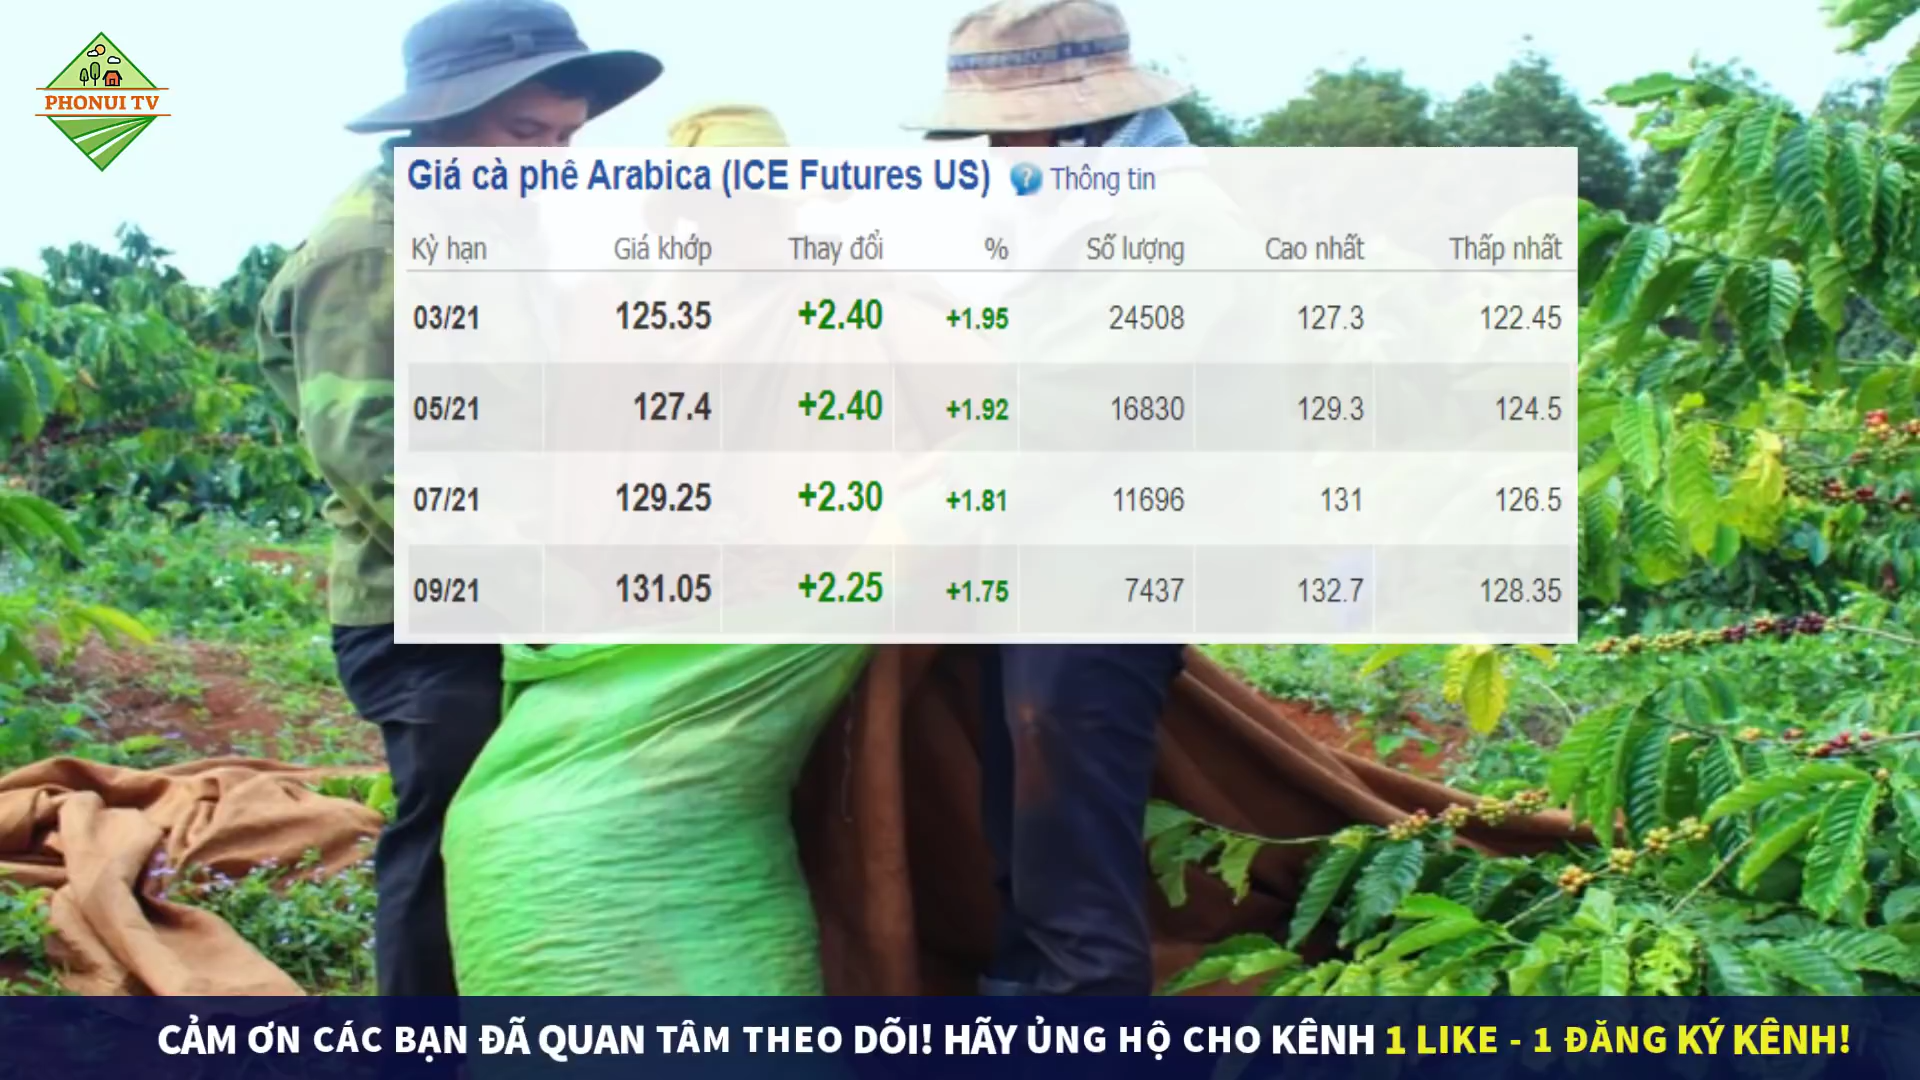 PHONUI TV
Giá cà phê Arabica (ICE Futures US) ? Thông tin
Kỳ hạn Giá khớp Thay đổi % Số lượng Cao nhất Thấp nhất
03/21 125.35 +2.40 +1.95 24508 127.3 122.45
05/21 127.4 +2.40 +1.92 16830 129.3 124.5
07/21 129.25 +2.30 +1.81 11696 131 126.5
09/21 131.05 +2.25 +1.75 7437 132.7 128.35
CẢM ƠN CÁC BẠN ĐÃ QUAN TÂM THEO DÕI! HÃY ỦNG HỘ CHO KÊNH 1 LIKE - 1 ĐĂNG KÝ KÊNH!